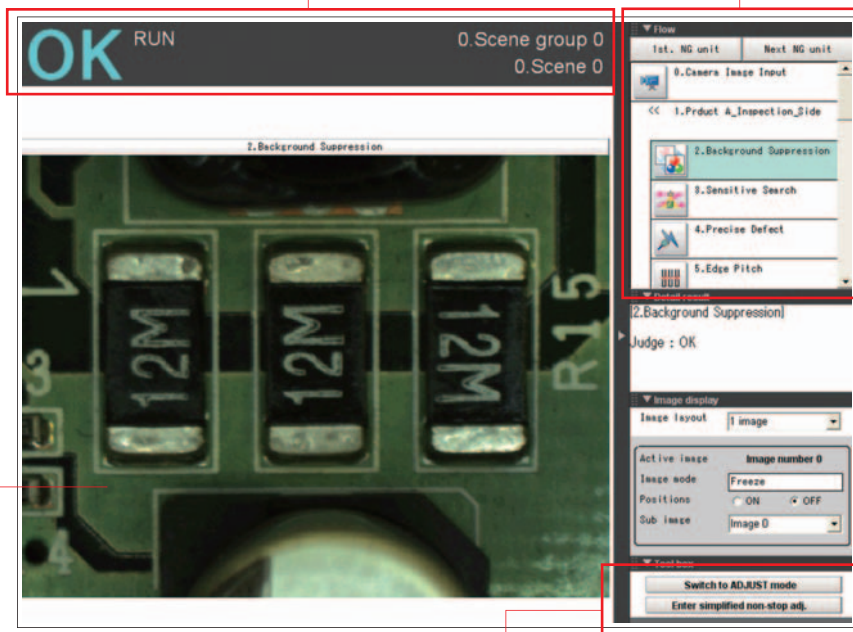 OK RUN 0.Scene group 0
0.Scene 0
2.Background Suppression
12M 12M 12M
R15
1
3
4
Flow
1st. NG unit Next NG unit
0.Camera Image Input
<< 1.Prduct A_Inspection_Side
2.Background Suppression
3.Sensitive Search
4.Precise Defect
5.Edge Pitch
Detail result
[2.Background Suppression]
Judge : OK
Image display
Image layout 1 image
Active image Image number 0
Image mode Freeze
Positions ON OFF
Sub image Image 0
Tool box
Switch to ADJUST mode
Enter simplified non-stop adj.